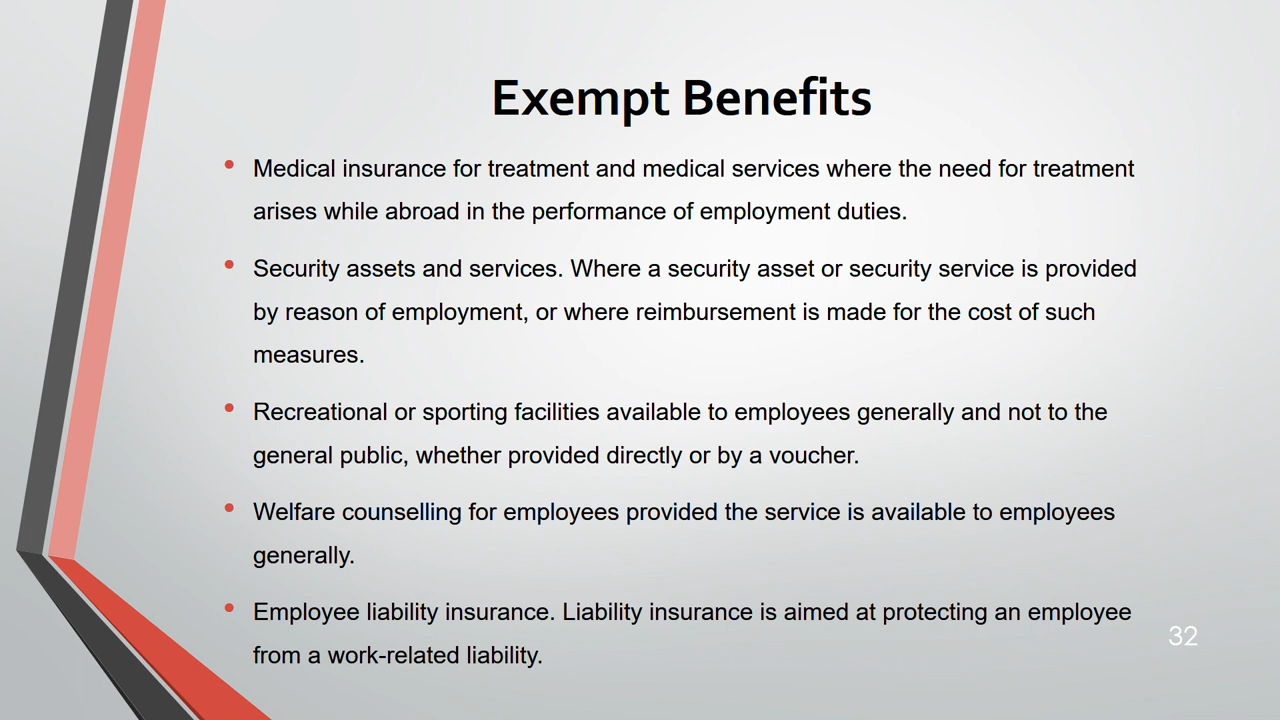 Exempt Benefits
• Medical insurance for treatment and medical services where the need for treatment
arises while abroad in the performance of employment duties.
• Security assets and services. Where a security asset or security service is provided
by reason of employment, or where reimbursement is made for the cost of such
measures.
• Recreational or sporting facilities available to employees generally and not to the
general public, whether provided directly or by a voucher.
• Welfare counselling for employees provided the service is available to employees
generally.
• Employee liability insurance. Liability insurance is aimed at protecting an employee
from a work-related liability.
32